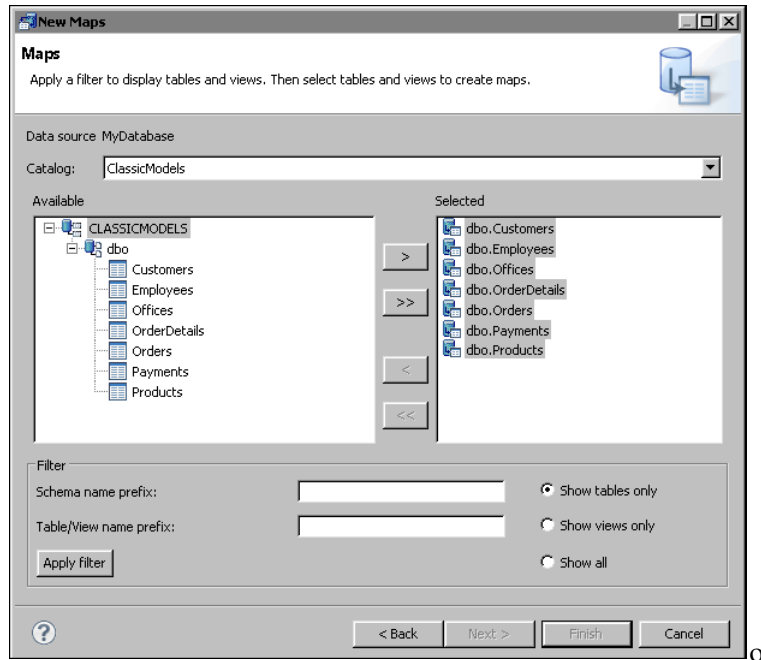 New Maps
Maps
Apply a filter to display tables and views. Then select tables and views to create maps.
Data source MyDatabase
Catalog: ClassicModels
Available
CLASSICMODELS
dbo
Customers
Employees
Offices
OrderDetails
Orders
Payments
Products
>
>>
<
<<
Selected
dbo.Customers
dbo.Employees
dbo.Offices
dbo.OrderDetails
dbo.Orders
dbo.Payments
dbo.Products
Filter
Schema name prefix:
Table/View name prefix:
Apply filter
Show tables only
Show views only
Show all
?
< Back
Next >
Finish
Cancel
o